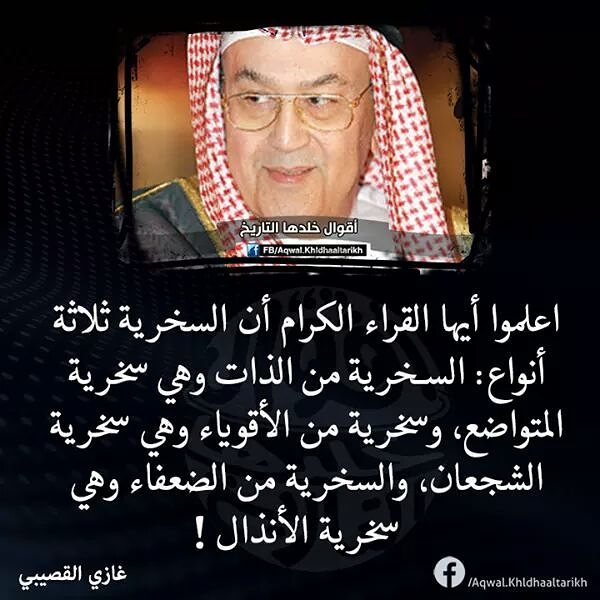 أقوال خلدها التاريخ
FB/Aqwal.Khldhaaltarikh
اعلموا أيها القراء الكرام أن السخرية ثلاثة
أنواع: السخرية من الذات وهي سخرية
المتواضع، وسخرية من الأقوياء وهي سخرية
الشجعان، والسخرية من الضعفاء وهي
سخرية الأنذال !
غازي القصيبي
/Aqwal.Khldhaaltarikh